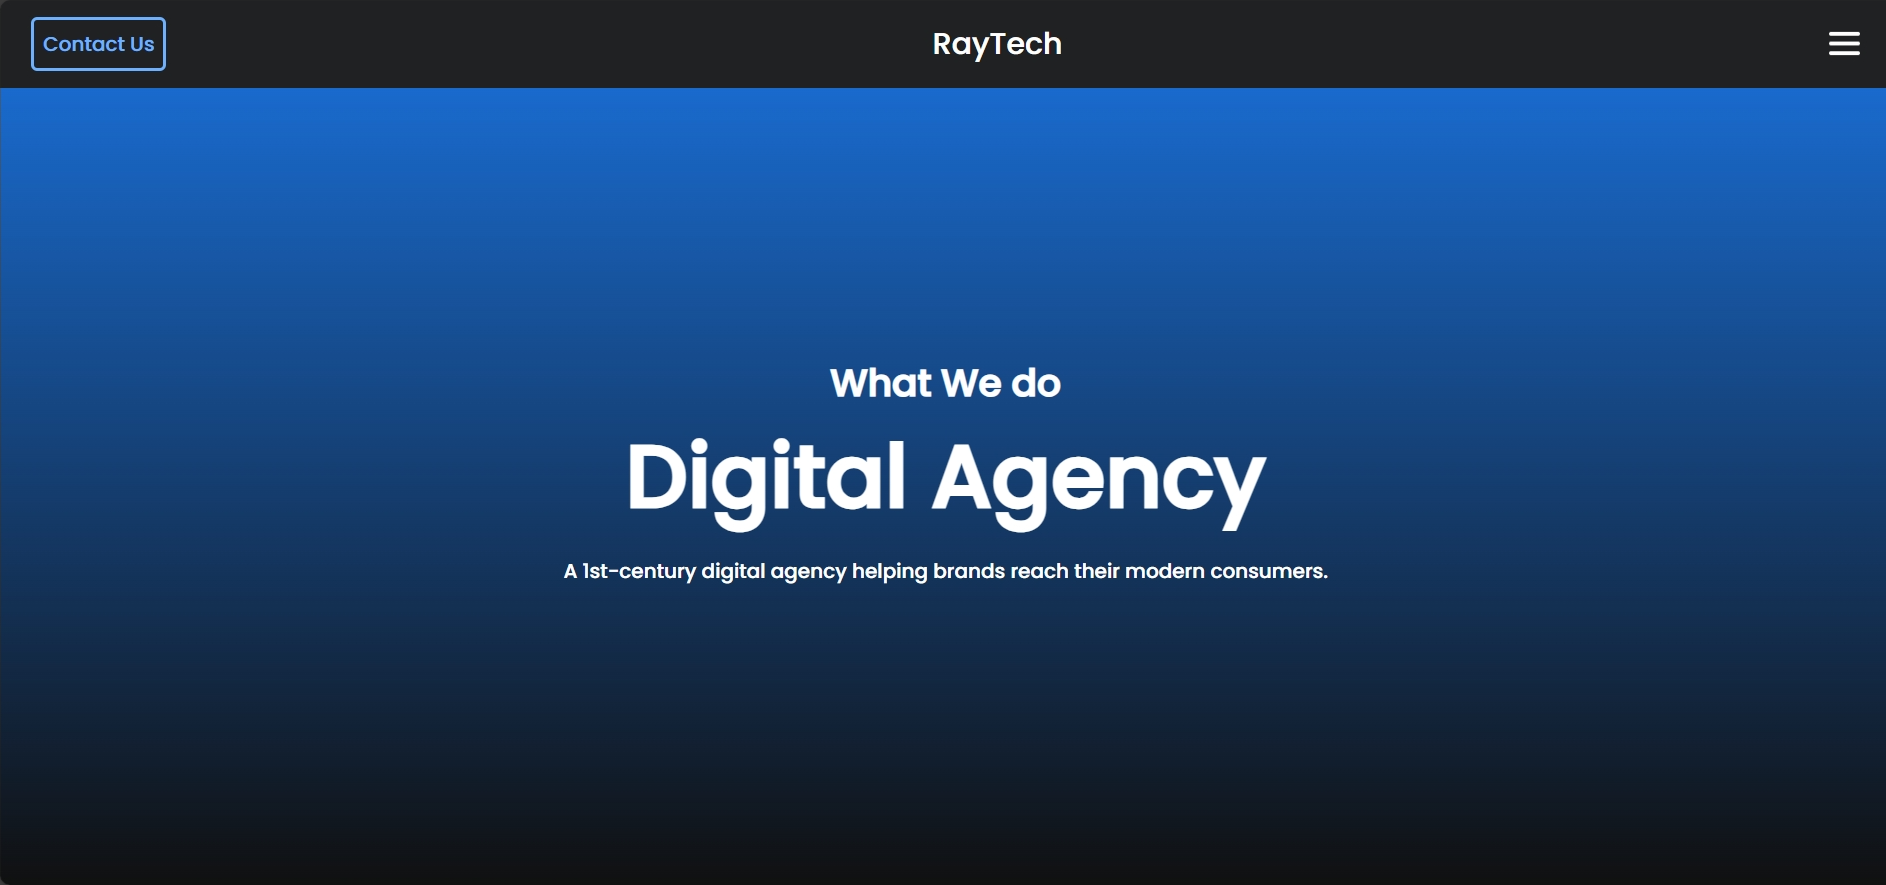 Contact Us
RayTech
What We do
Digital Agency
A 1st-century digital agency helping brands reach their modern consumers.